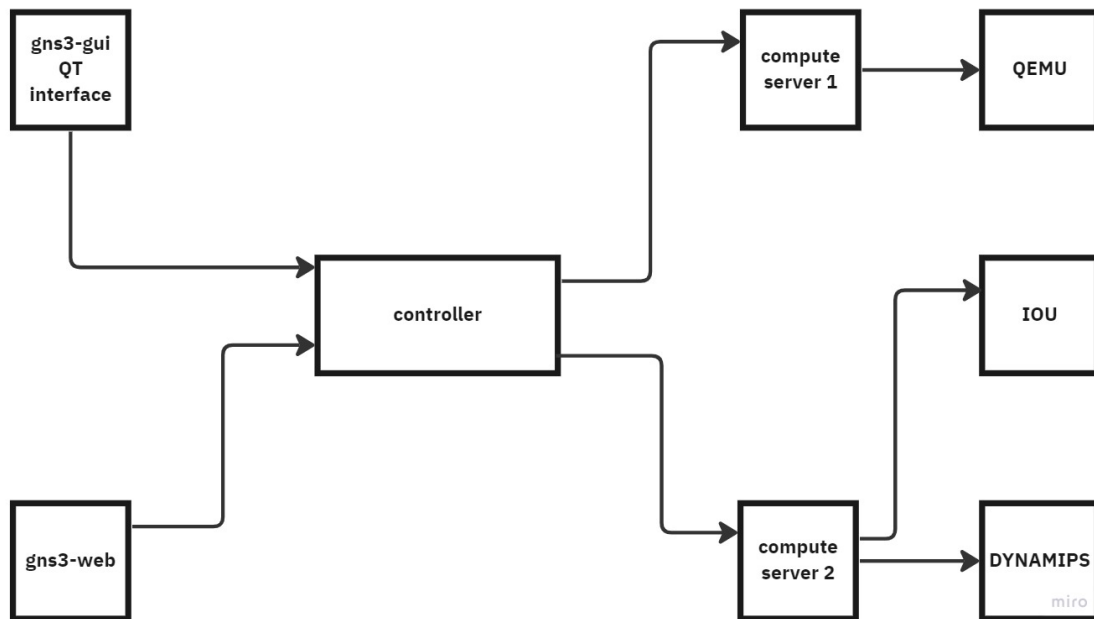 gns3-gui
QT
interface
compute
server 1
QEMU
controller
IOU
gns3-web
compute
server 2
DYNAMIPS
miro